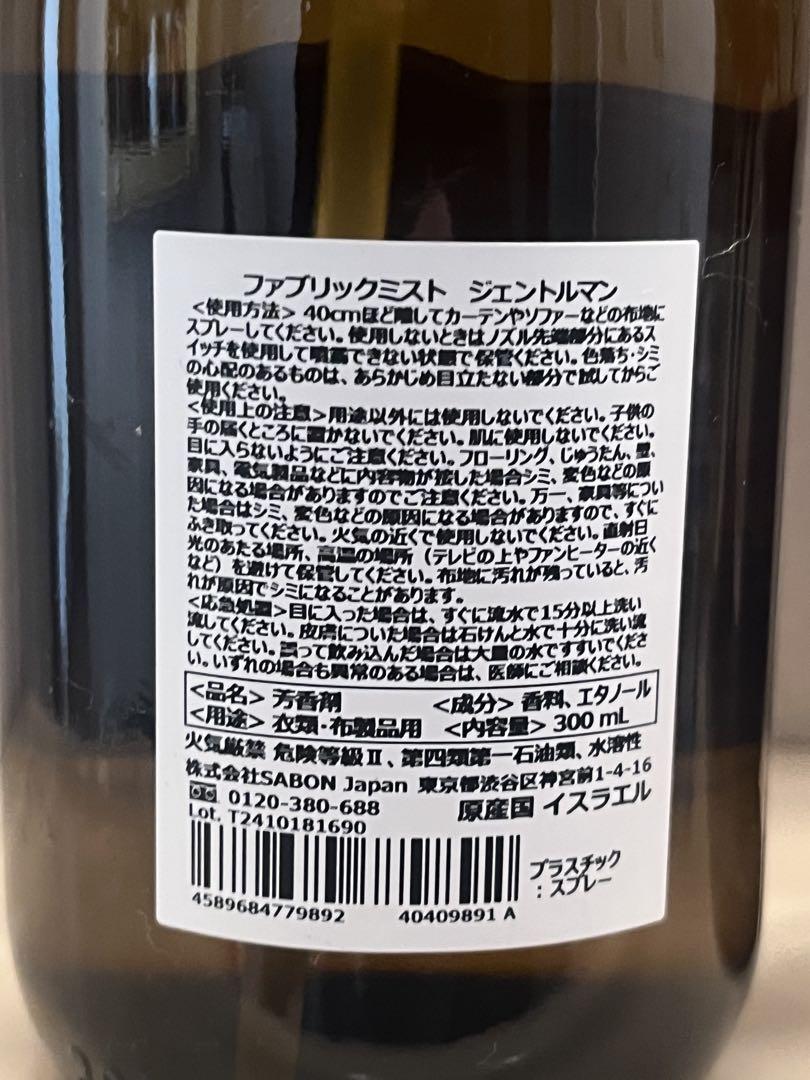 ファブリックミスト　ジェントルマン
<使用方法> 40cmほど離してカーテンやソファーなどの布地に
スプレーしてください。使用しないときはノズル先端部分にあるス
イッチを使用して噴霧できない状態で保管ください。色落ち・シミ
の心配のあるものは、あらかじめ目立たない部分で試してからご
使用ください。
<使用上の注意>用途以外には使用しないでください。子供の
手の届くところに置かないでください。肌に使用しないでください。
目に入らないようにご注意ください。フローリング、じゅうたん、畳、
家具、電気製品などに内容物が接した場合シミ、変色などの原
因になる場合がありますのでご注意ください。万一、家具等につい
た場合はシミ、変色などの原因になる場合がありますので、すぐに
ふき取ってください。火気の近くで使用しないでください。直射日
光のあたる場所、高温の場所（テレビの上やファンヒーターの近く
など）を避けて保管してください。布地に汚れが残っていると、汚
れが原因でシミになることがあります。
<応急処置>目に入った場合は、すぐに流水で15分以上洗い
流してください。皮膚についた場合は石けんと水で十分に洗い流
してください。誤って飲み込んだ場合は大量の水ですすいでくださ
い。いずれの場合も異常のある場合は、医師にご相談ください。
<品名> 芳香剤　<成分> 香料、エタノール
<用途> 衣類・布製品用　<内容量> 300 mL
火気厳禁 危険等級Ⅱ、第四類第一石油類、水溶性
株式会社SABON Japan 東京都渋谷区神宮前1-4-16
0120-380-688　原産国 イスラエル
Lot. T2410181690
プラスチック
：スプレー
4589684779892　40409891 A